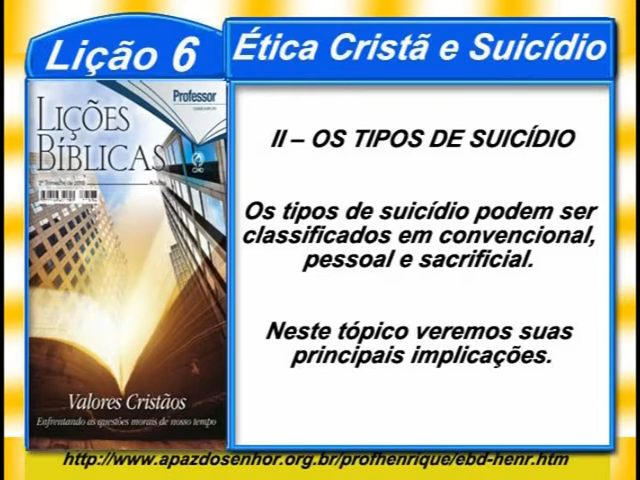 Lição 6
Ética Cristã e Suicídio
Professor
LIÇÕES
BÍBLICAS
CPAD
II – OS TIPOS DE SUICÍDIO
Os tipos de suicídio podem ser
classificados em convencional,
pessoal e sacrificial.
Neste tópico veremos suas
principais implicações.
Valores Cristãos
Enfrentando as questões morais de nosso tempo
http://www.apazdosenhor.org.br/profhenrique/ebd-henr.htm